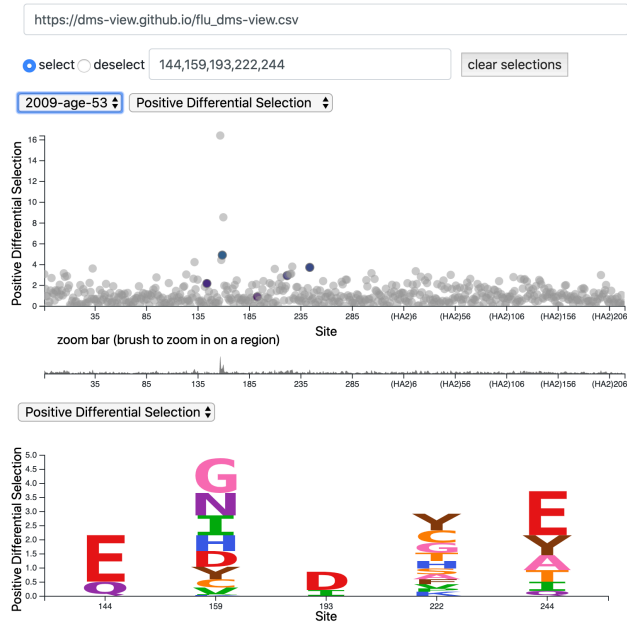 https://dms-view.github.io/flu_dms-view.csv
select deselect 144,159,193,222,244 clear selections
2009-age-53 Positive Differential Selection
Positive Differential Selection
16
14
12
10
8
6
4
2
0
35 85 135 185 235 285 (HA2)6 (HA2)56 (HA2)106 (HA2)156 (HA2)206
Site
zoom bar (brush to zoom in on a region)
35 85 135 185 235 285 (HA2)6 (HA2)56 (HA2)106 (HA2)156 (HA2)206
Positive Differential Selection
Positive Differential Selection
5.0
4.5
4.0
3.5
3.0
2.5
2.0
1.5
1.0
0.5
0.0
E
Q
G
N
I
H
D
Y
C
V
D
T
Y
C
G
T
H
S
A
E
Y
A
T
I
Q
144 159 193 222 244
Site